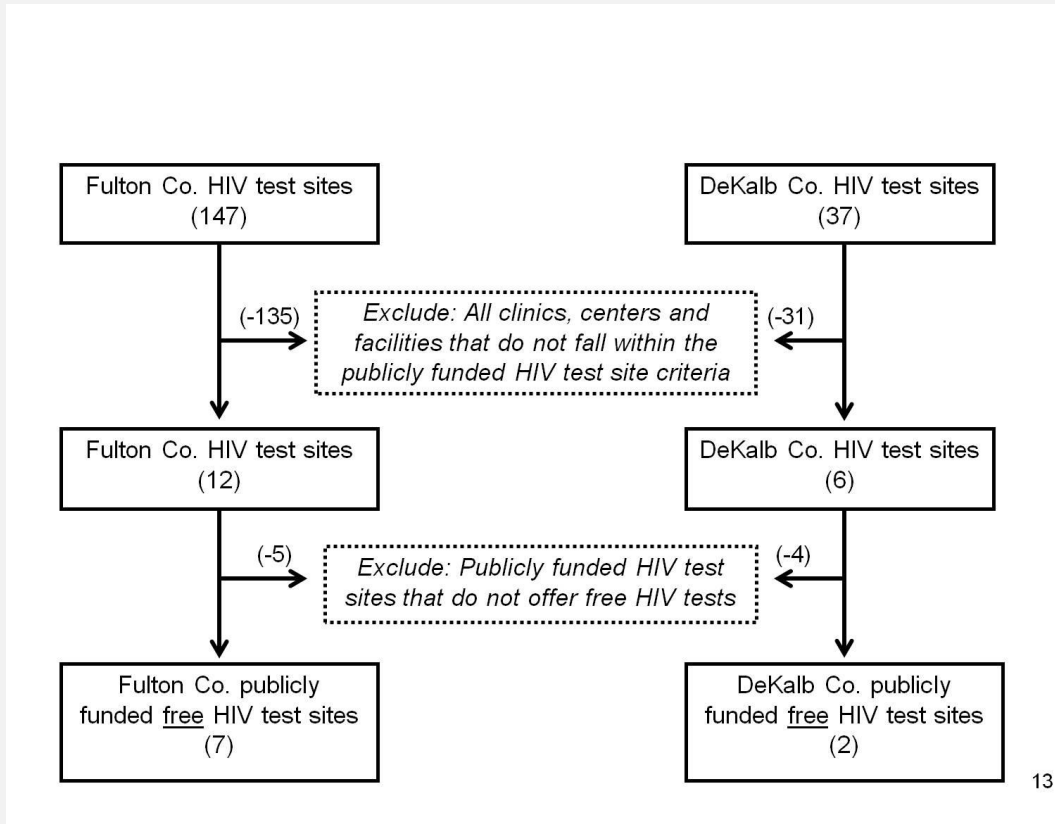 Fulton Co. HIV test sites
(147)
DeKalb Co. HIV test sites
(37)
(-135)
Exclude: All clinics, centers and
facilities that do not fall within the
publicly funded HIV test site criteria
(-31)
Fulton Co. HIV test sites
(12)
DeKalb Co. HIV test sites
(6)
(-5)
Exclude: Publicly funded HIV test
sites that do not offer free HIV tests
(-4)
Fulton Co. publicly
funded free HIV test sites
(7)
DeKalb Co. publicly
funded free HIV test sites
(2)
13